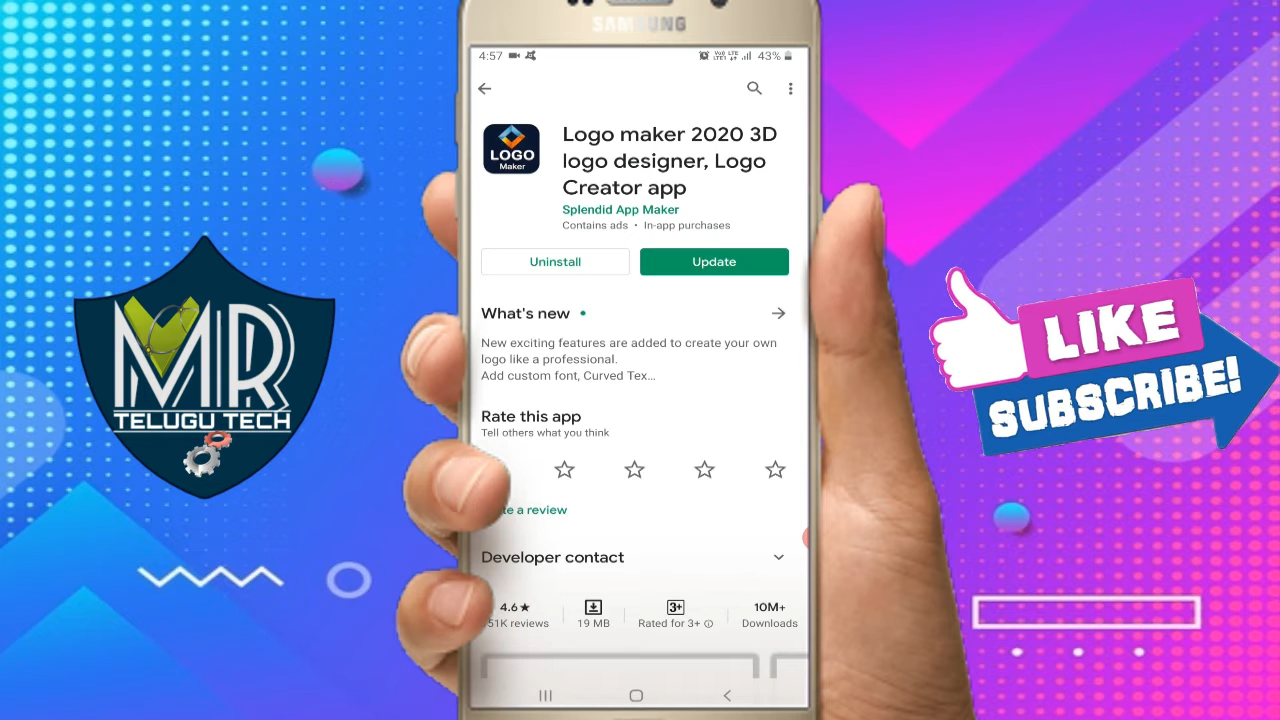 SAMSUNG
4:57
43%
Logo maker 2020 3D
logo designer, Logo
Creator app
LOGO
Maker
Splendid App Maker
Contains ads • In-app purchases
Uninstall
Update
What's new •
New exciting features are added to create your own
logo like a professional.
Add custom font, Curved Tex...
Rate this app
Tell others what you think
a review
Developer contact
4.6★
3+
10M+
51K reviews
19 MB
Rated for 3+
Downloads
MR
TELUGU TECH
LIKE
SUBSCRIBE!